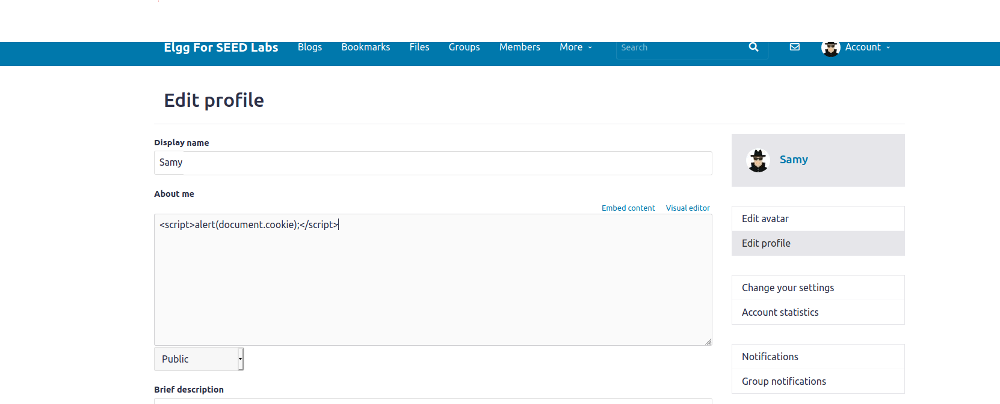 Elgg For SEED Labs Blogs Bookmarks Files Groups Members More Search Account
Edit profile
Display name
Samy
About me
Embed content Visual editor
<script>alert(document.cookie);</script>
Public
Brief description
Samy
Edit avatar
Edit profile
Change your settings
Account statistics
Notifications
Group notifications